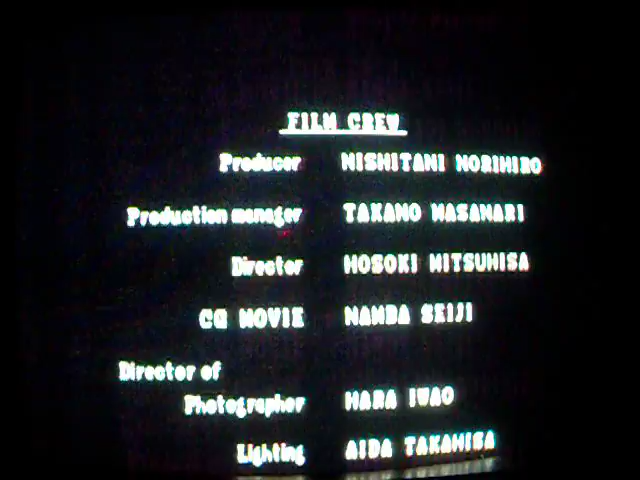 FILM CREW
Producer NISHITANI NORIHIRO
Production manager TAKANO MASANARI
Director HOSOKI MITSUHISA
CG MOVIE NAMBA SEIJI
Director of
Photographer HARA IWAO
Lighting AIDA TAKAHISA